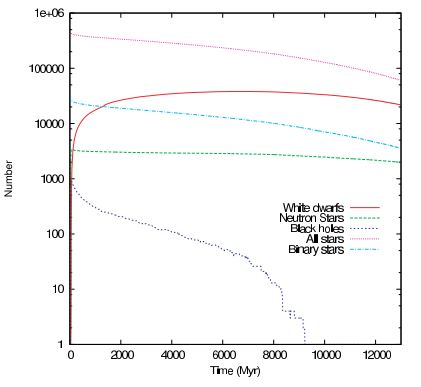 1e+06
100000
10000
1000
100
10
1
Number
White dwarfs
Neutron Stars
Black holes
All stars
Binary stars
0 2000 4000 6000 8000 10000 12000
Time (Myr)